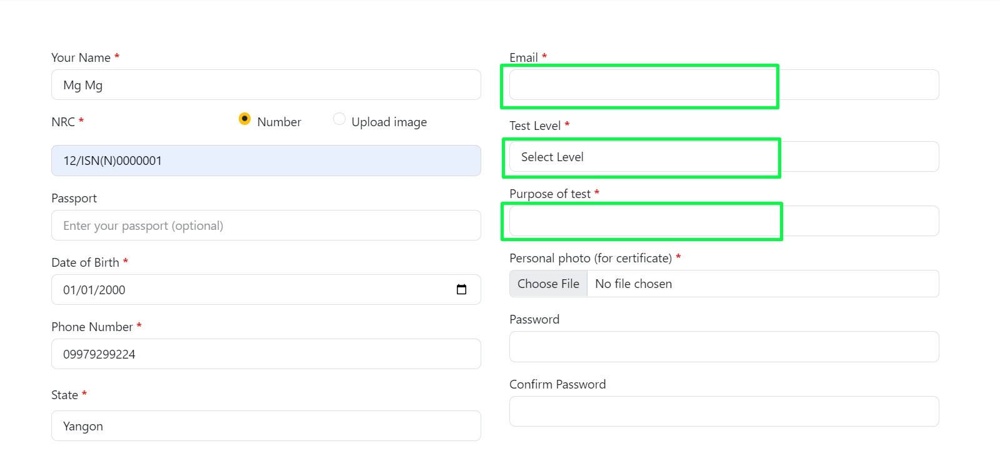 Your Name *
Mg Mg
NRC *
Number
Upload image
12/ISN(N)0000001
Passport
Enter your passport (optional)
Date of Birth *
01/01/2000
Phone Number *
09979299224
State *
Yangon
Email *
Test Level *
Select Level
Purpose of test *
Personal photo (for certificate) *
Choose File No file chosen
Password
Confirm Password